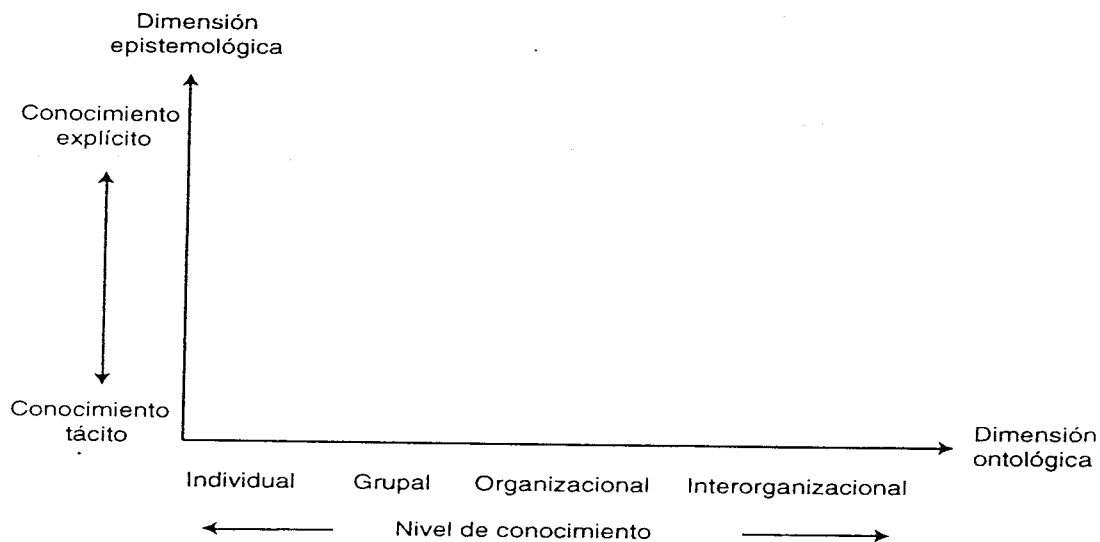 Dimensión
epistemológica
Conocimiento
explícito
Conocimiento
tácito
Dimensión
ontológica
Individual Grupal Organizacional Interorganizacional
Nivel de conocimiento